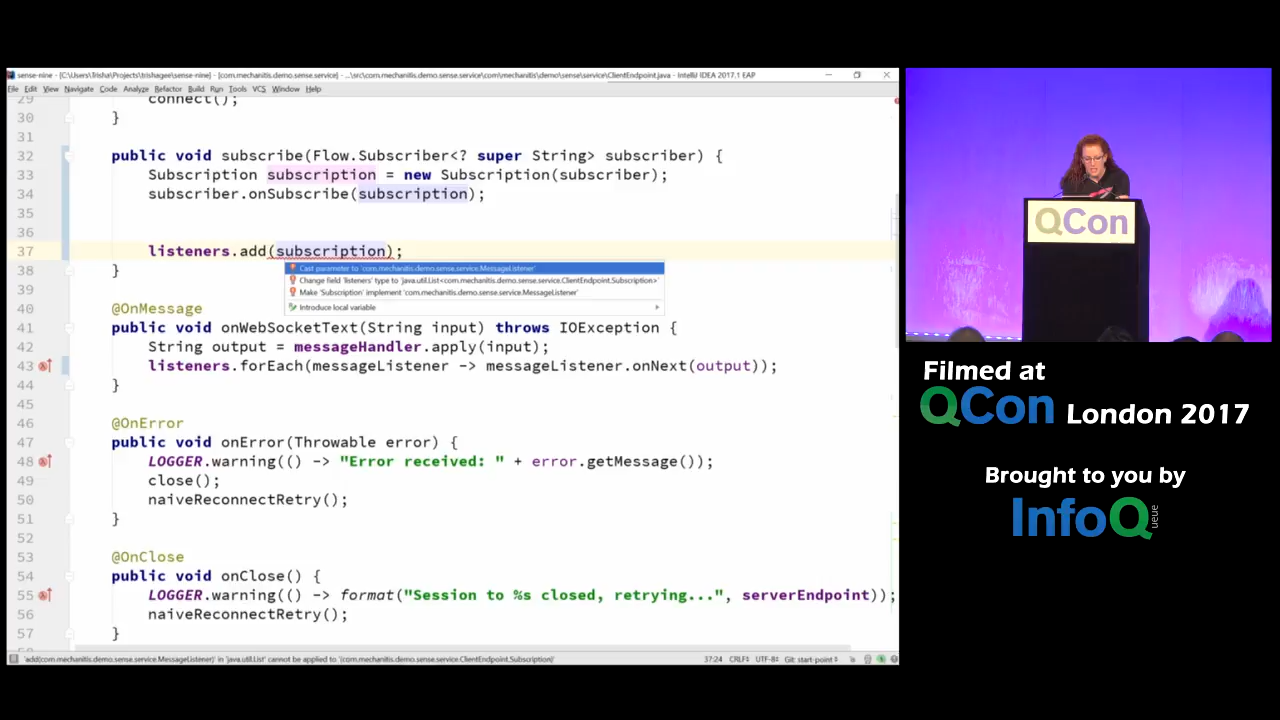 sense-nine - [C:\Users\Trisha\Projects\trishagee\sense-nine] - [com.mechanitis.demo.sense.service] - ...\src\com.mechanitis.demo.sense.service\com\mechanitis\demo\sense\service\ClientEndpoint.java - IntelliJ IDEA 2017.1 EAP
File Edit View Navigate Code Analyze Refactor Build Run Tools VCS Window Help
29 connect();
30 }
31
32 public void subscribe(Flow.Subscriber<? super String> subscriber) {
33 Subscription subscription = new Subscription(subscriber);
34 subscriber.onSubscribe(subscription);
35
36
37 listeners.add(subscription);
38 }
Cast parameter to 'com.mechanitis.demo.sense.service.MessageListener'
Change field 'listeners' type to 'java.util.List<com.mechanitis.demo.sense.service.ClientEndpoint.Subscription>'
Make 'Subscription' implement 'com.mechanitis.demo.sense.service.MessageListener'
Introduce local variable
39
40 @OnMessage
41 public void onWebSocketText(String input) throws IOException {
42 String output = messageHandler.apply(input);
43 listeners.forEach(messageListener -> messageListener.onNext(output));
44 }
45
46 @OnError
47 public void onError(Throwable error) {
48 LOGGER.warning(() -> "Error received: " + error.getMessage());
49 close();
50 naiveReconnectRetry();
51 }
52
53 @OnClose
54 public void onClose() {
55 LOGGER.warning(() -> format("Session to %s closed, retrying...", serverEndpoint));
56 naiveReconnectRetry();
57 }
'add(com.mechanitis.demo.sense.service.MessageListener)' in 'java.util.List' cannot be applied to '(com.mechanitis.demo.sense.service.ClientEndpoint.Subscription)'
37:24 CRLF÷ UTF-8÷ Git: start-point÷
QCon
Filmed at
QCon London 2017
Brought to you by
InfoQ
ueue